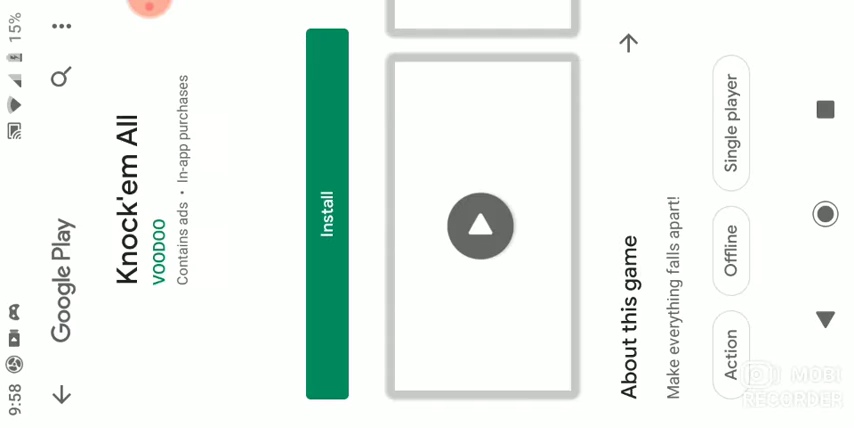 9:58
15%
Google Play
Knock'em All
VOODOO
Contains ads • In-app purchases
Install
About this game
Make everything falls apart!
Action
Offline
Single player
MOBI
RECORDER